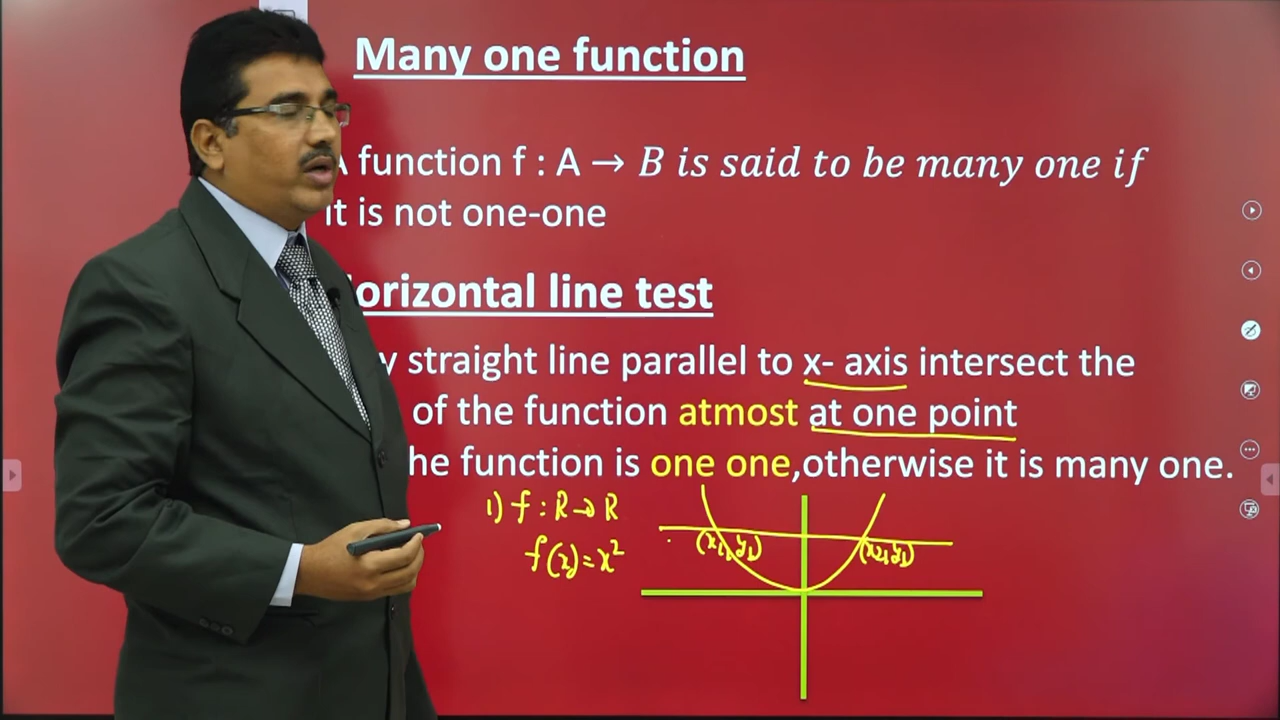 Many one function
A function f : A → B is said to be many one if
it is not one-one
orizontal line test
y straight line parallel to x- axis intersect the
of the function atmost at one point
he function is one one,otherwise it is many one.
1) f : R → R
f(x) = x²
(x₂, y₁)